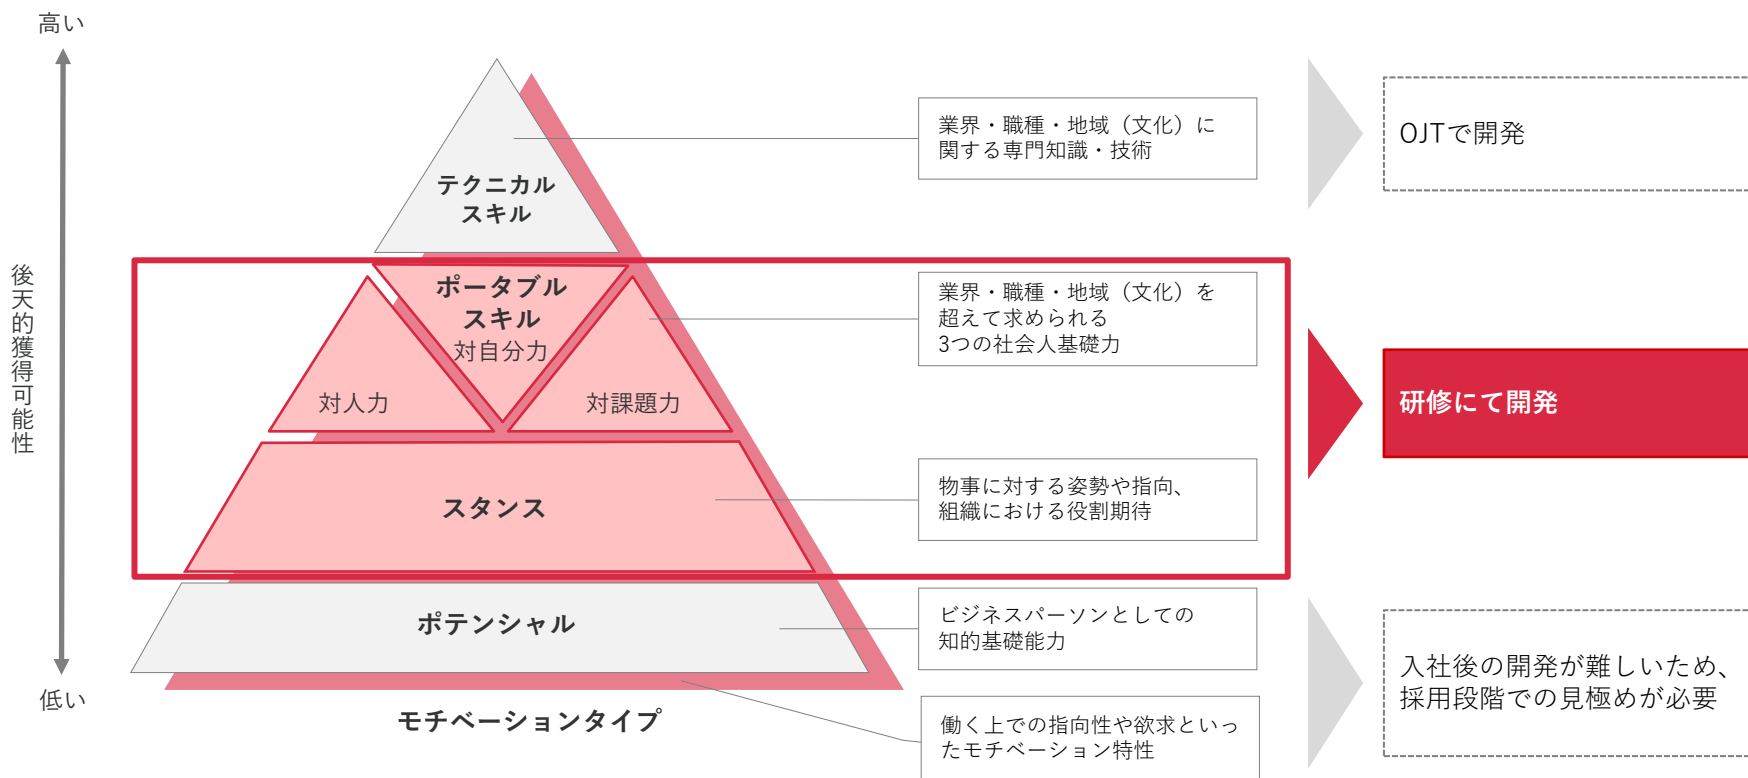 高い
後天的獲得可能性
低い
テクニカル
スキル
業界・職種・地域（文化）に
関する専門知識・技術
OJTで開発
ポータブル
スキル
対自分力
対人力
対課題力
業界・職種・地域（文化）を
超えて求められる
3つの社会人基礎力
研修にて開発
スタンス
物事に対する姿勢や指向、
組織における役割期待
ポテンシャル
ビジネスパーソンとしての
知的基礎能力
入社後の開発が難しいため、
採用段階での見極めが必要
モチベーションタイプ
働く上での指向性や欲求といっ
たモチベーション特性